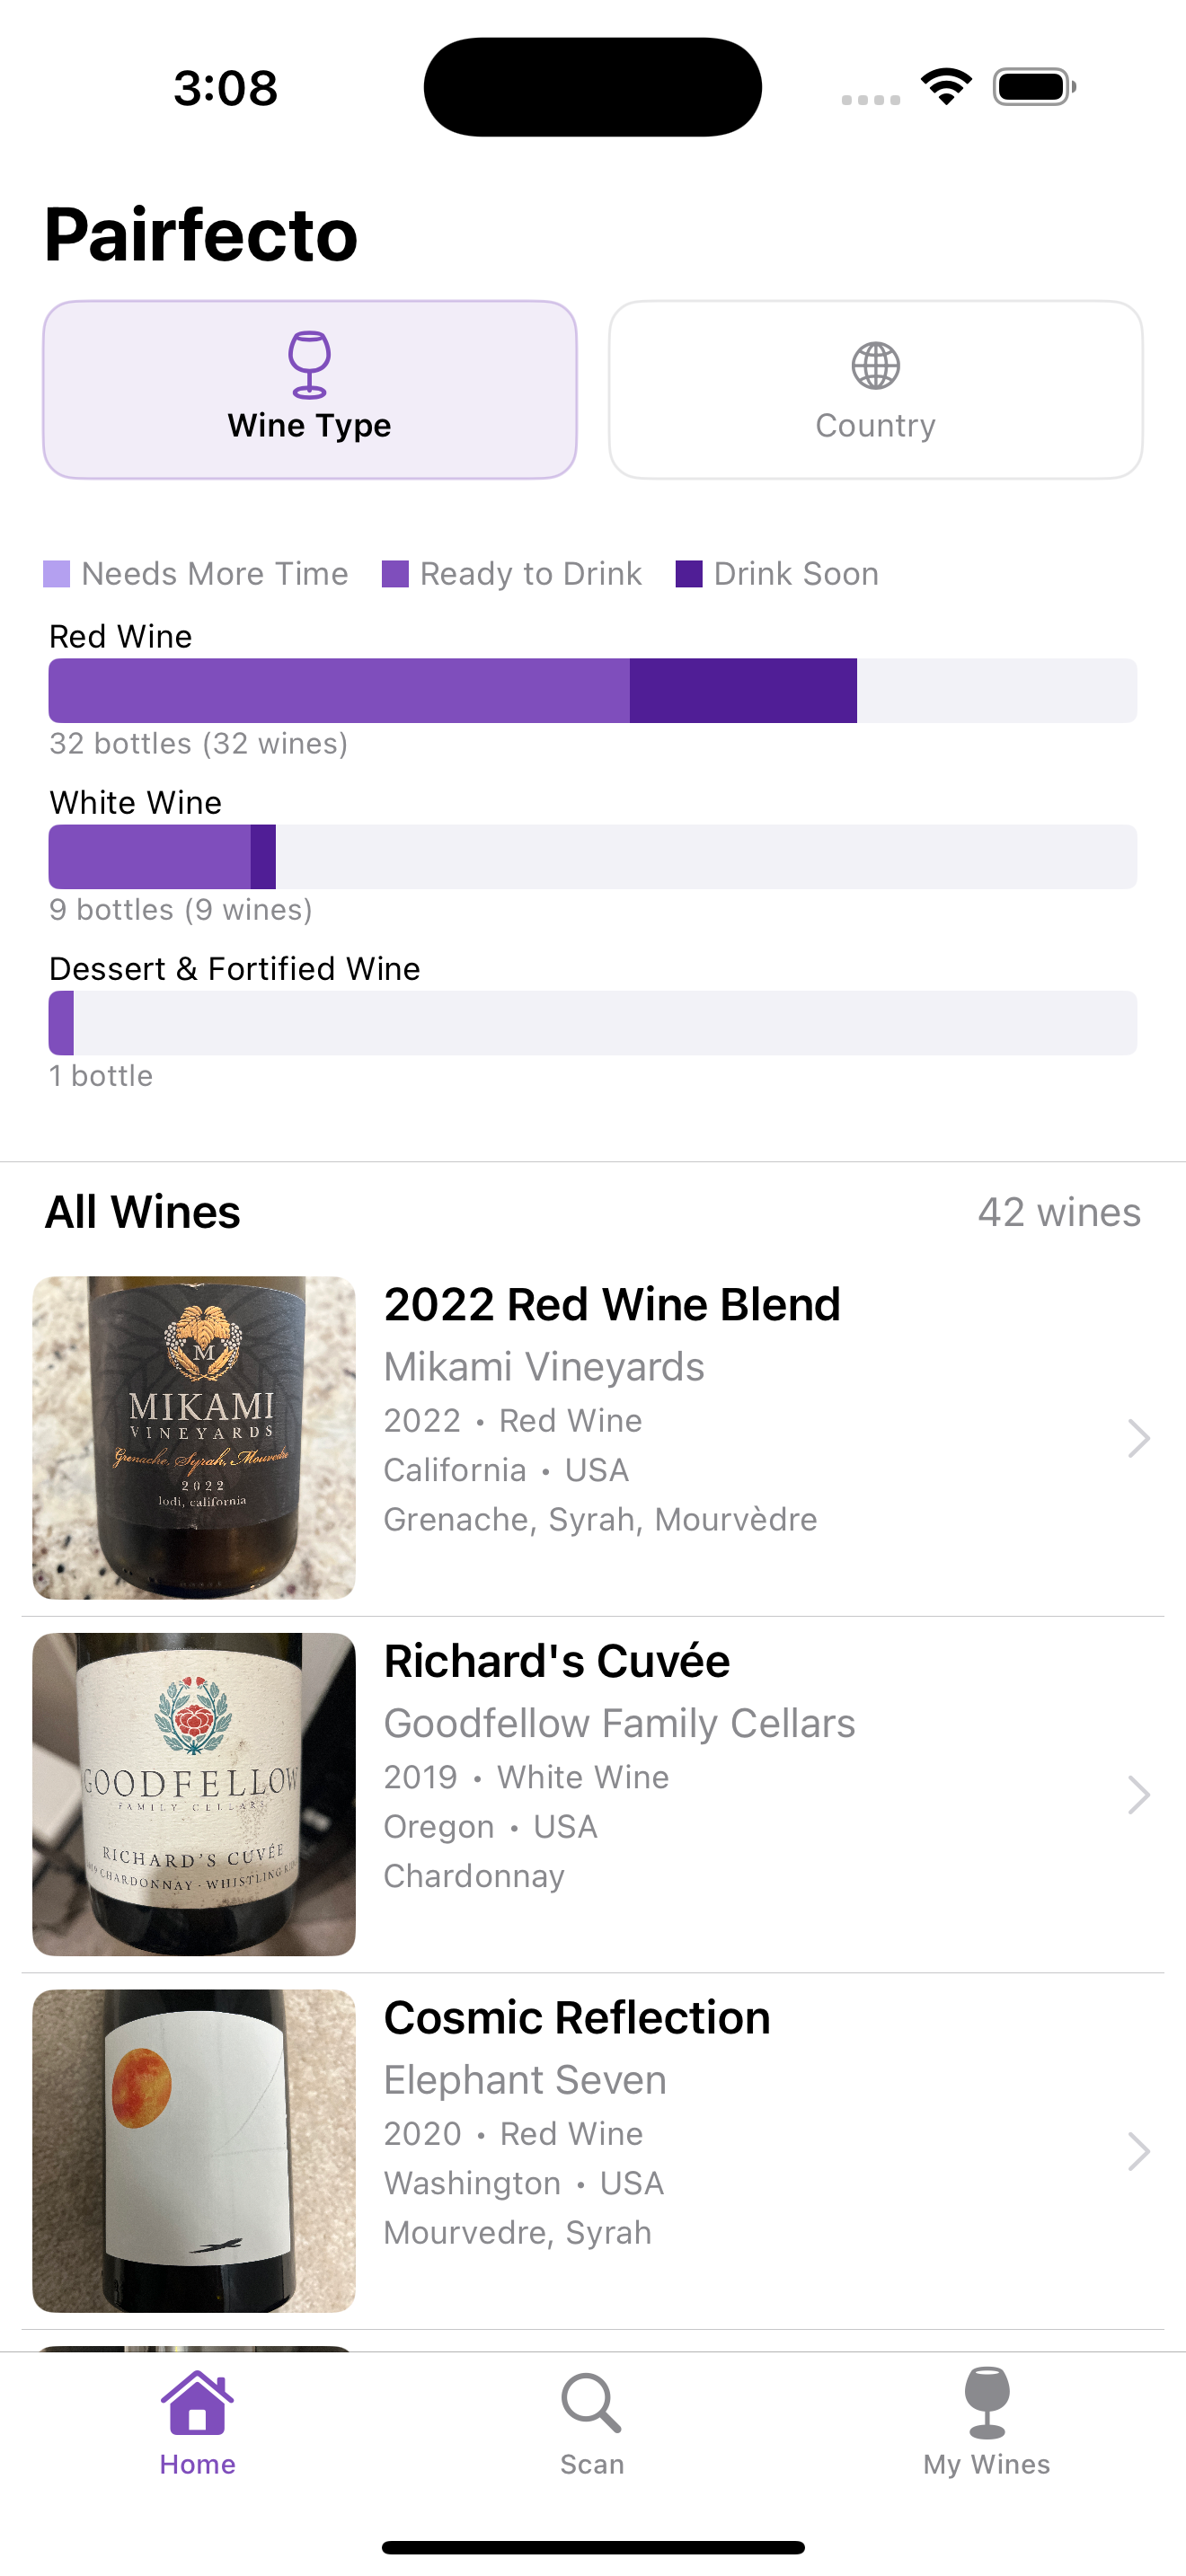 3:08
Pairfecto
Wine Type
Country
Needs More Time
Ready to Drink
Drink Soon
Red Wine
32 bottles (32 wines)
White Wine
9 bottles (9 wines)
Dessert & Fortified Wine
1 bottle
All Wines
42 wines
M
MIKAMI
VINEYARDS
Grenache, Syrah, Mourvedre
2022
lodi, california
2022 Red Wine Blend
Mikami Vineyards
2022 • Red Wine
California • USA
Grenache, Syrah, Mourvèdre
GOODFELLOW
FAMILY CELLARS
RICHARD'S CUVÉE
CHARDONNAY · WHISTLING
Richard's Cuvée
Goodfellow Family Cellars
2019 • White Wine
Oregon • USA
Chardonnay
Cosmic Reflection
Elephant Seven
2020 • Red Wine
Washington • USA
Mourvedre, Syrah
Home
Scan
My Wines